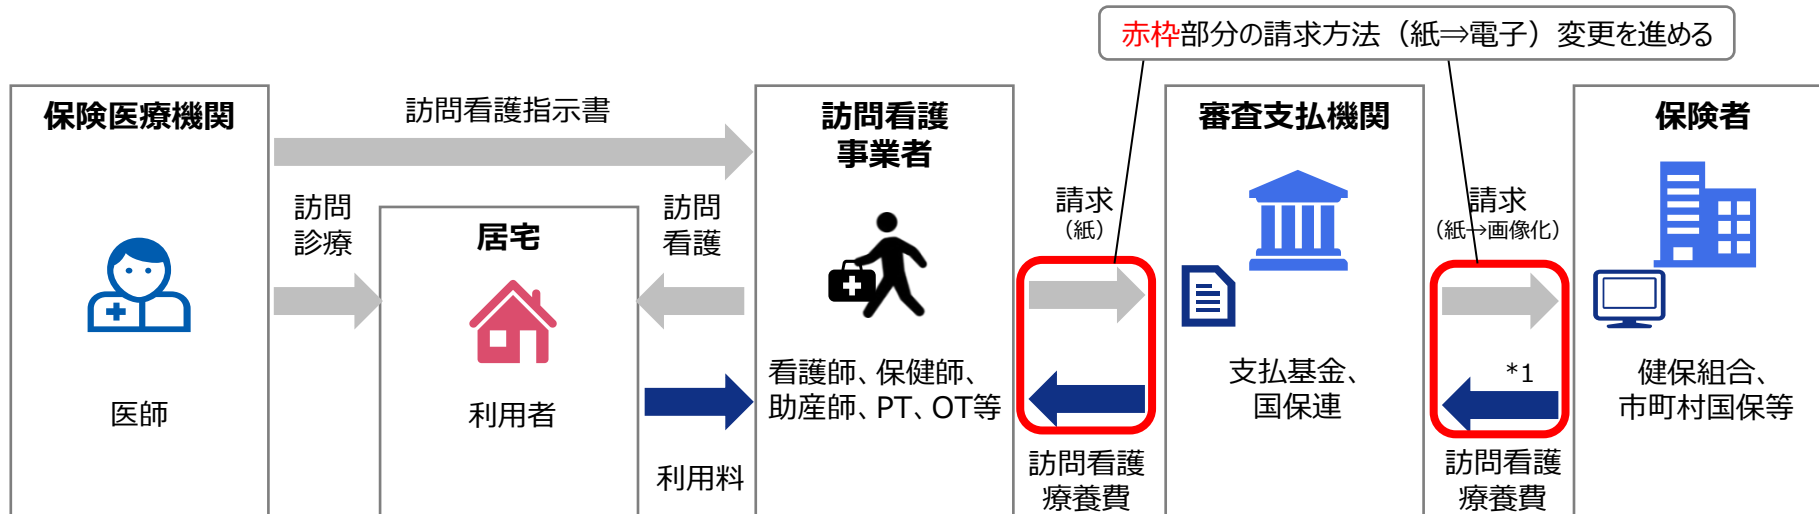 赤枠部分の請求方法（紙⇒電子）変更を進める
保険医療機関
訪問看護指示書
訪問看護
事業者
審査支払機関
保険者
訪問
診療
居宅
訪問
看護
請求
（紙）
請求
（紙→画像化）
医師
利用者
利用料
看護師、保健師、
助産師、PT、OT等
訪問看護
療養費
支払基金、
国保連
*1
訪問看護
療養費
健保組合、
市町村国保等